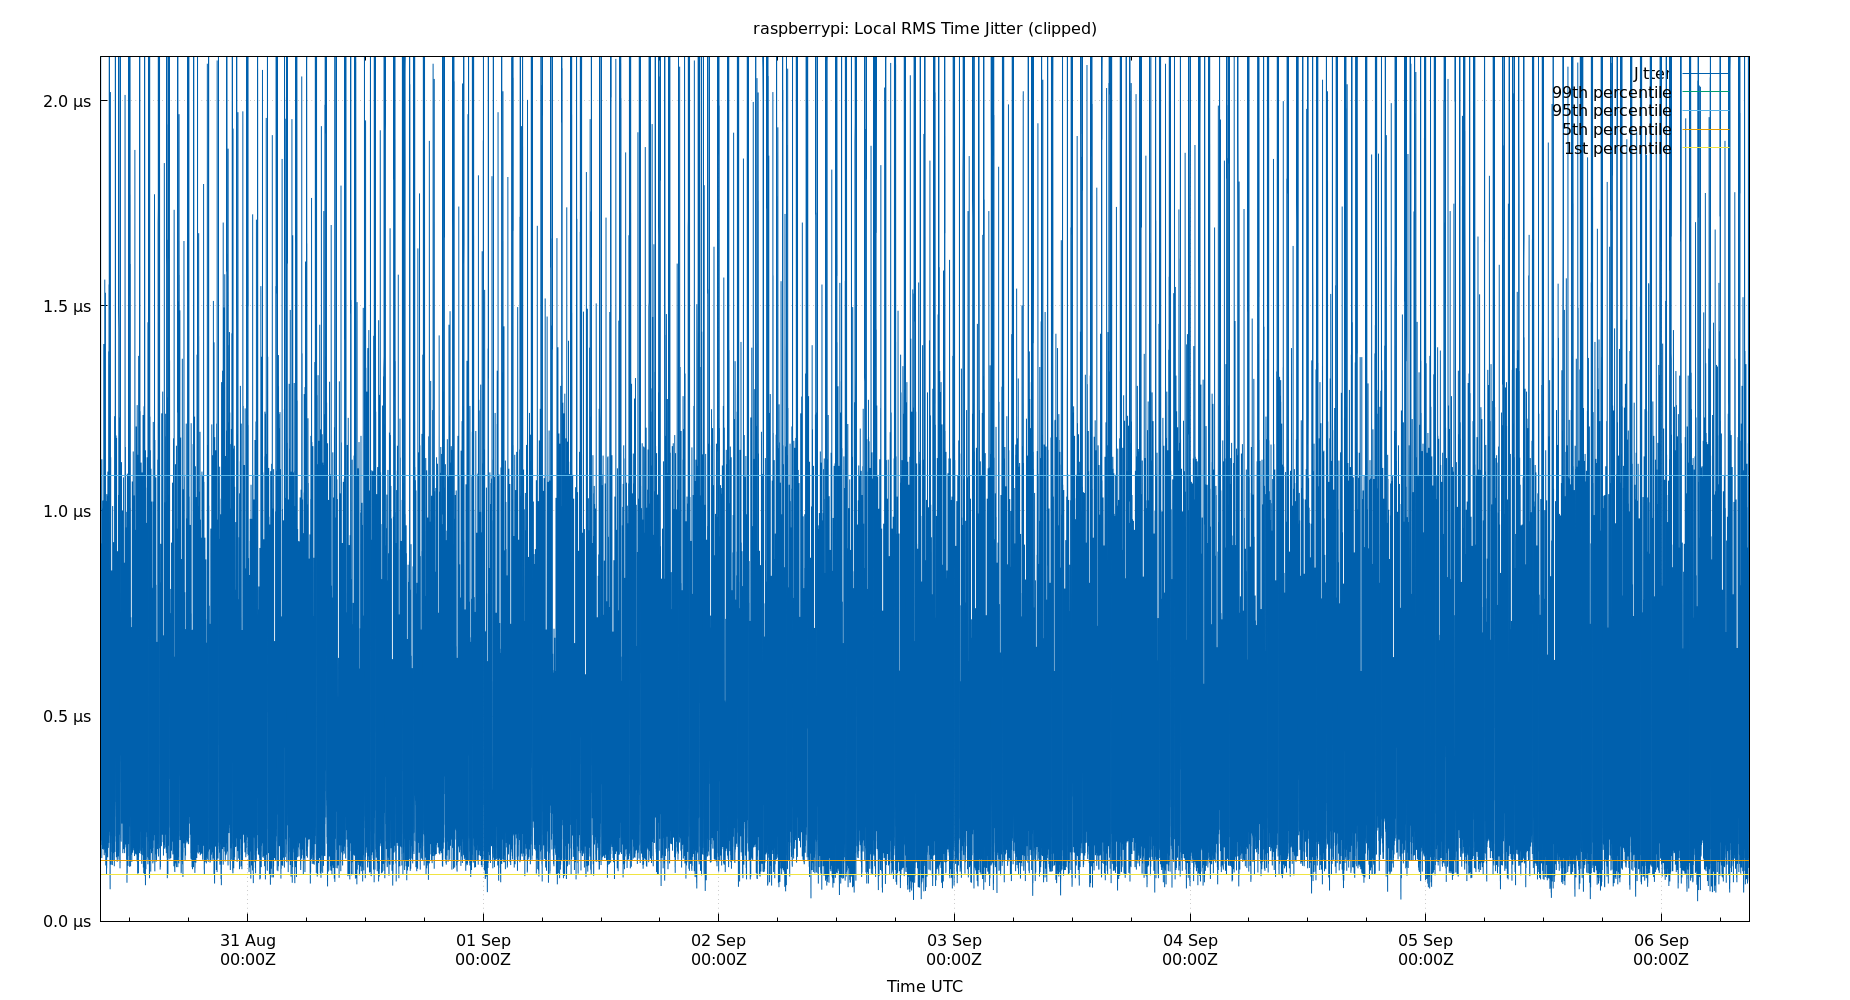 raspberrypi: Local RMS Time Jitter (clipped)
Jitter
99th percentile
95th percentile
5th percentile
1st percentile
2.0 µs
1.5 µs
1.0 µs
0.5 µs
0.0 µs
31 Aug 01 Sep 02 Sep 03 Sep 04 Sep 05 Sep 06 Sep
00:00Z 00:00Z 00:00Z 00:00Z 00:00Z 00:00Z 00:00Z
Time UTC